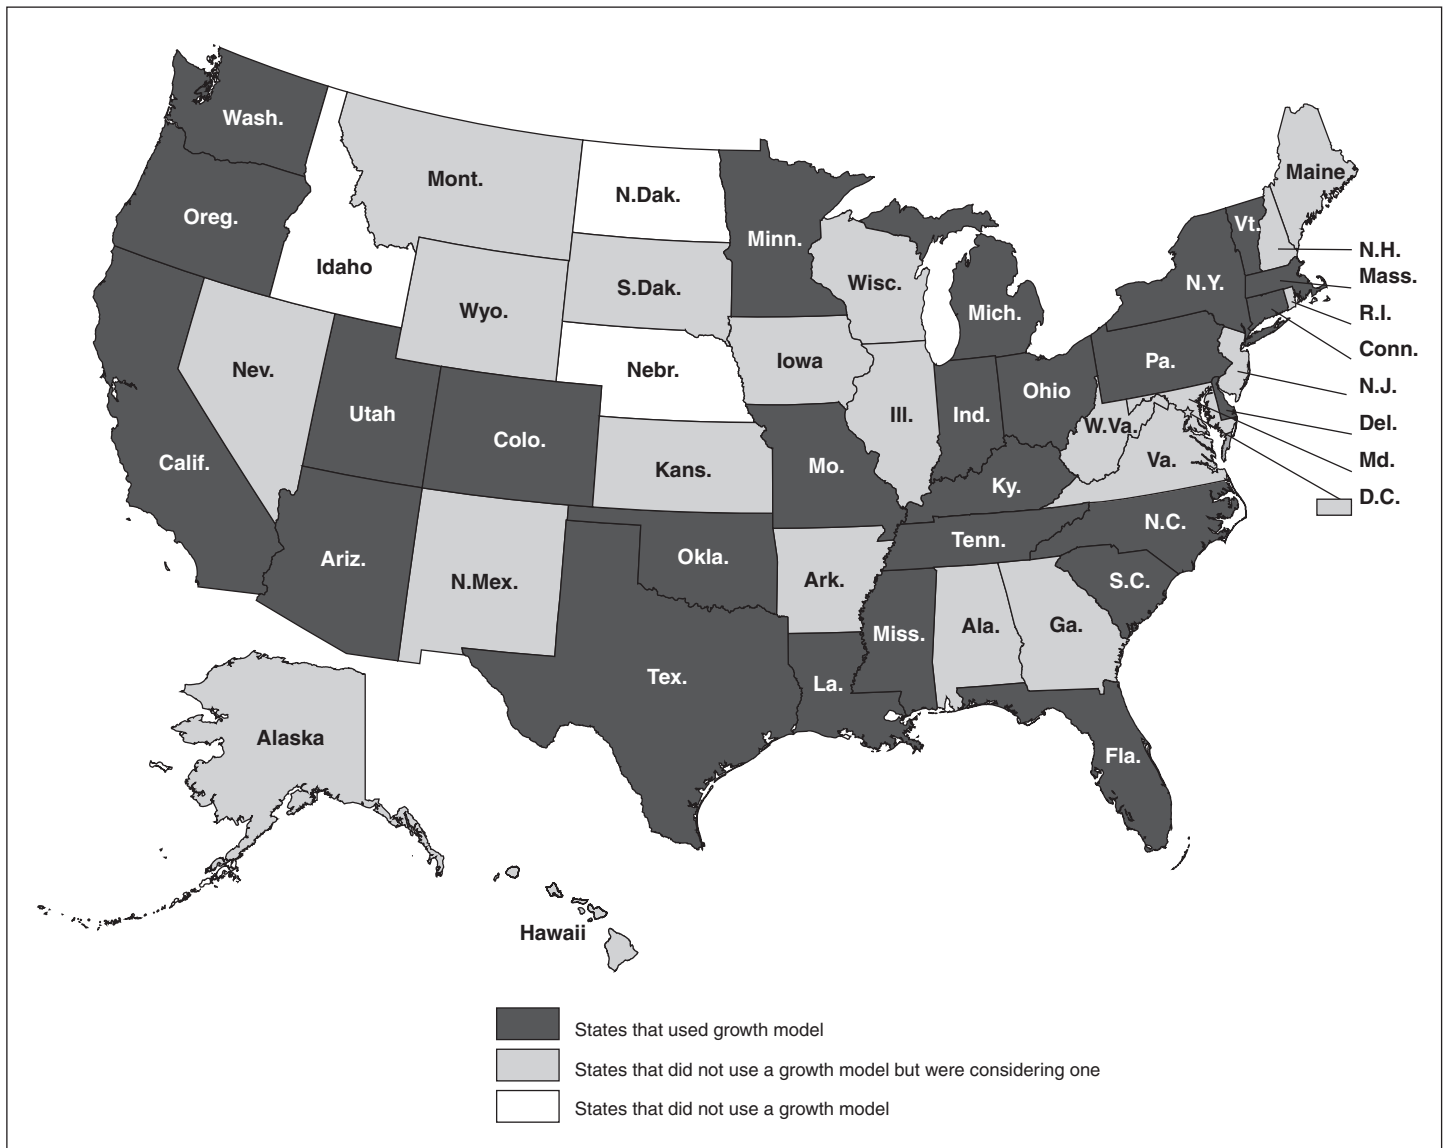 Wash.
Oreg.
Idaho
Mont.
N.Dak.
Minn.
Wisc.
Mich.
Maine
Vt.
N.H.
Mass.
N.Y.
R.I.
Conn.
N.J.
Del.
Md.
D.C.
S.Dak.
Wyo.
Nebr.
Iowa
Nev.
Utah
Colo.
Calif.
Kans.
Mo.
Ill.
Ind.
Ohio
Pa.
W.Va.
Va.
Ky.
N.C.
Tenn.
S.C.
Ariz.
N.Mex.
Okla.
Ark.
Miss.
Ala.
Ga.
Tex.
La.
Fla.
Alaska
Hawaii
States that used growth model
States that did not use a growth model but were considering one
States that did not use a growth model